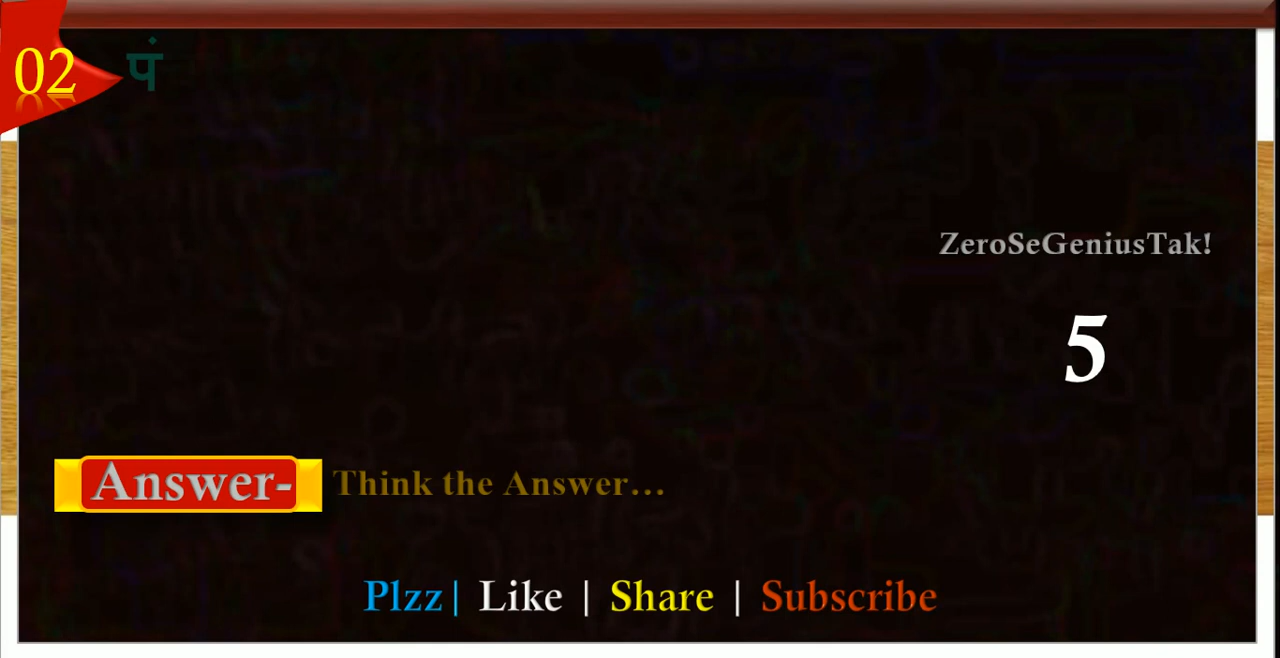 02 पं
ZeroSeGeniusTak!
5
Answer- Think the Answer...
Plzz| Like | Share | Subscribe